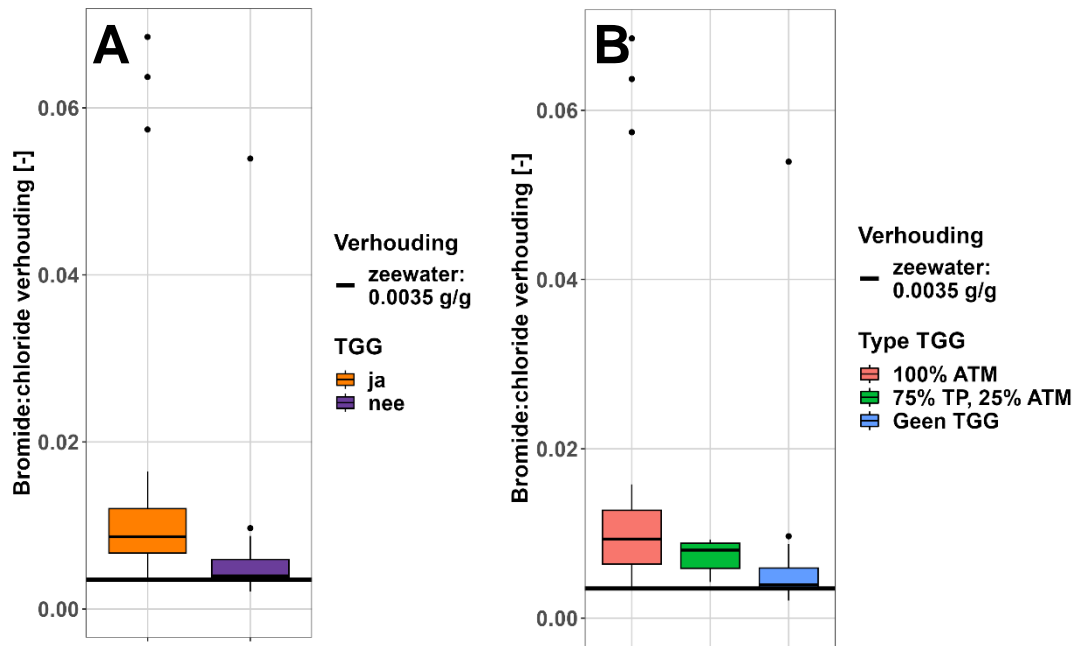 A
Bromide:chloride verhouding [-]
0.06
0.04
0.02
0.00
Verhouding
zeewater:
0.0035 g/g
TGG
ja
nee
B
Bromide:chloride verhouding [-]
0.06
0.04
0.02
0.00
Verhouding
zeewater:
0.0035 g/g
Type TGG
100% ATM
75% TP, 25% ATM
Geen TGG